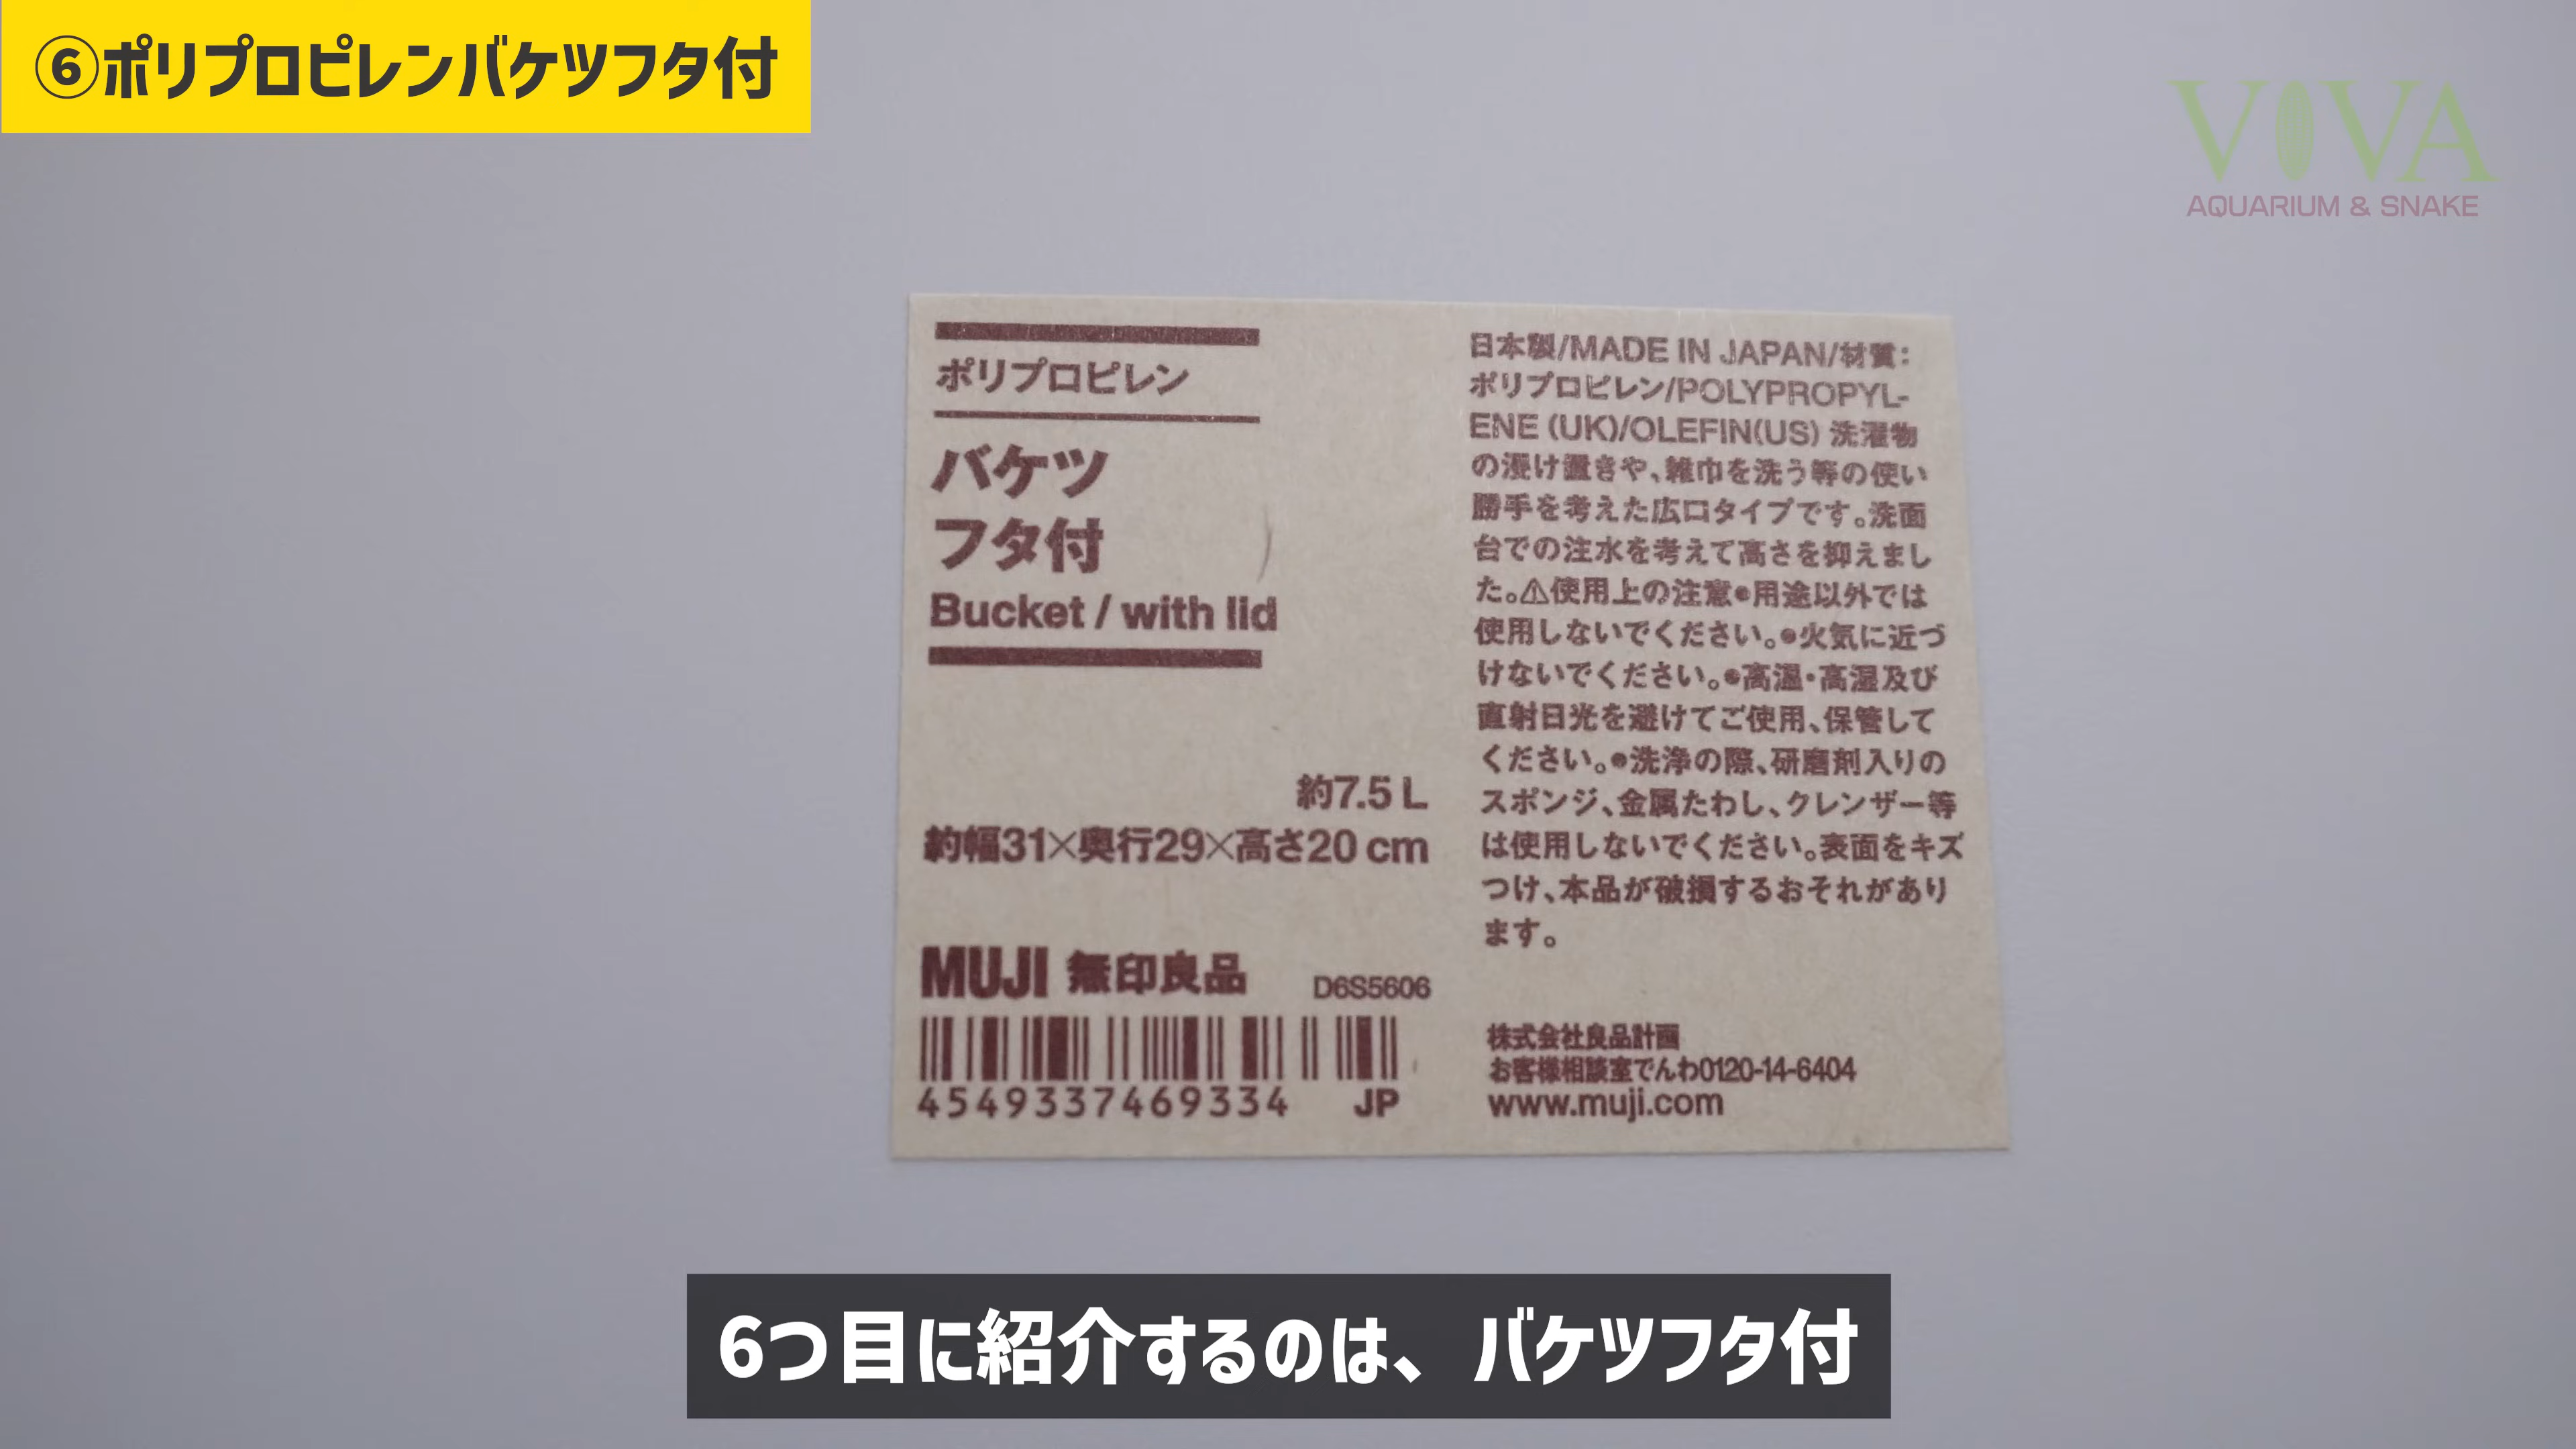 ⑥ポリプロピレンバケツフタ付
VIVA
AQUARIUM & SNAKE
ポリプロピレン
バケツ
フタ付
Bucket / with lid
約7.5 L
約幅31×奥行29×高さ20 cm
MUJI 無印良品 D6S5606
4549337469334 JP
日本製/MADE IN JAPAN/材質:
ポリプロピレン/POLYPROPYL-
ENE (UK)/OLEFIN(US) 洗濯物
の浸け置きや、雑巾を洗う等の使い
勝手を考えた広口タイプです。洗面
台での注水を考えて高さを抑えまし
た。⚠使用上の注意●用途以外では
使用しないでください。●火気に近づ
けないでください。●高温・高湿及び
直射日光を避けてご使用、保管して
ください。●洗浄の際、研磨剤入りの
スポンジ、金属たわし、クレンザー等
は使用しないでください。表面をキズ
つけ、本品が破損するおそれがあり
ます。
株式会社良品計画
お客様相談室でんわ0120-14-6404
www.muji.com
6つ目に紹介するのは、バケツフタ付